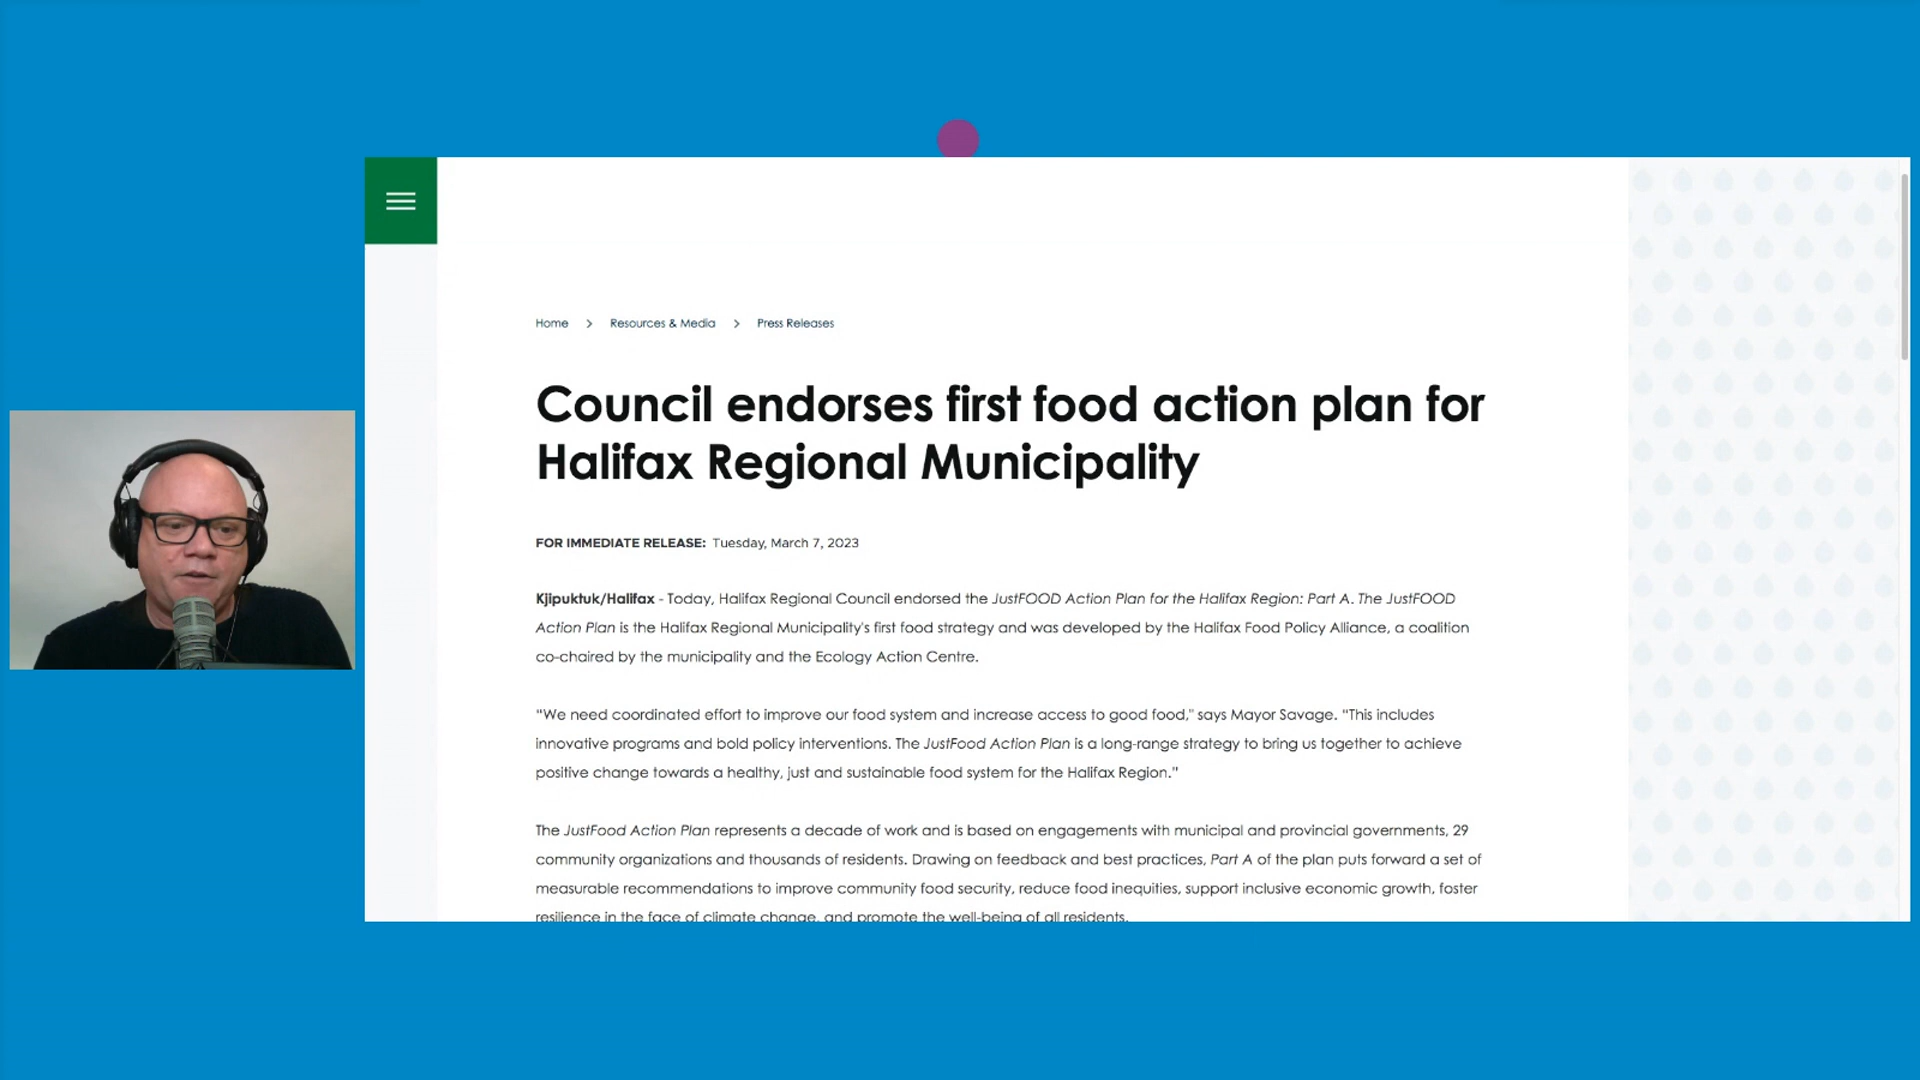 Home > Resources & Media > Press Releases
Council endorses first food action plan for
Halifax Regional Municipality
FOR IMMEDIATE RELEASE: Tuesday, March 7, 2023
Kjipuktuk/Halifax - Today, Halifax Regional Council endorsed the JustFOOD Action Plan for the Halifax Region: Part A. The JustFOOD
Action Plan is the Halifax Regional Municipality's first food strategy and was developed by the Halifax Food Policy Alliance, a coalition
co-chaired by the municipality and the Ecology Action Centre.
“We need coordinated effort to improve our food system and increase access to good food,” says Mayor Savage. “This includes
innovative programs and bold policy interventions. The JustFood Action Plan is a long-range strategy to bring us together to achieve
positive change towards a healthy, just and sustainable food system for the Halifax Region.”
The JustFood Action Plan represents a decade of work and is based on engagements with municipal and provincial governments, 29
community organizations and thousands of residents. Drawing on feedback and best practices, Part A of the plan puts forward a set of
measurable recommendations to improve community food security, reduce food inequities, support inclusive economic growth, foster
resilience in the face of climate change, and promote the well-being of all residents.